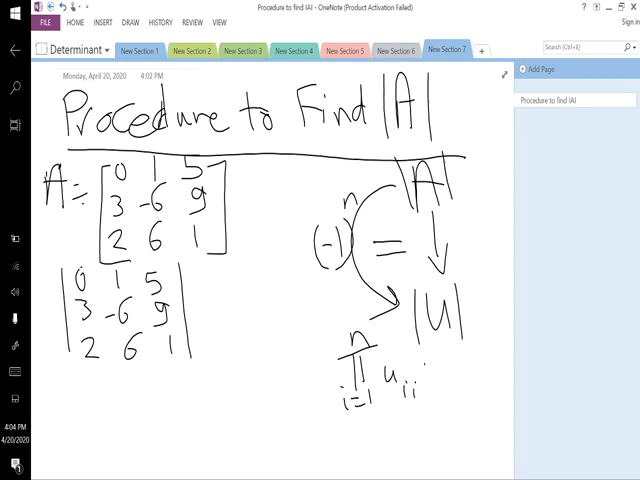 Procedure to find IAI - OneNote (Product Activation Failed)
FILE HOME INSERT DRAW HISTORY REVIEW VIEW Sign in
Determinant New Section 1 New Section 2 New Section 3 New Section 4 New Section 5 New Section 6 New Section 7 + Search (Ctrl+E)
Monday, April 20, 2020 4:02 PM
Add Page
Procedure to find IAI
Procedure to Find |A|
A = [ 0 1 5
3 -6 9
2 6 1 ]
| 0 1 5 |
| 3 -6 9 |
| 2 6 1 |
|A|
(-1)^n = ↓
|U|
n
∏ u_ii
i=1
4:04 PM
4/20/2020
1